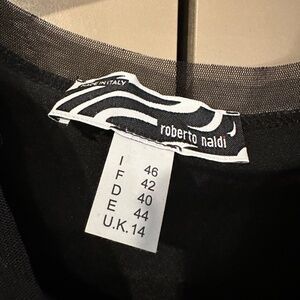 MADE IN ITALY
roberto naldi
I 46
F 42
D 40
E 44
U.K. 14